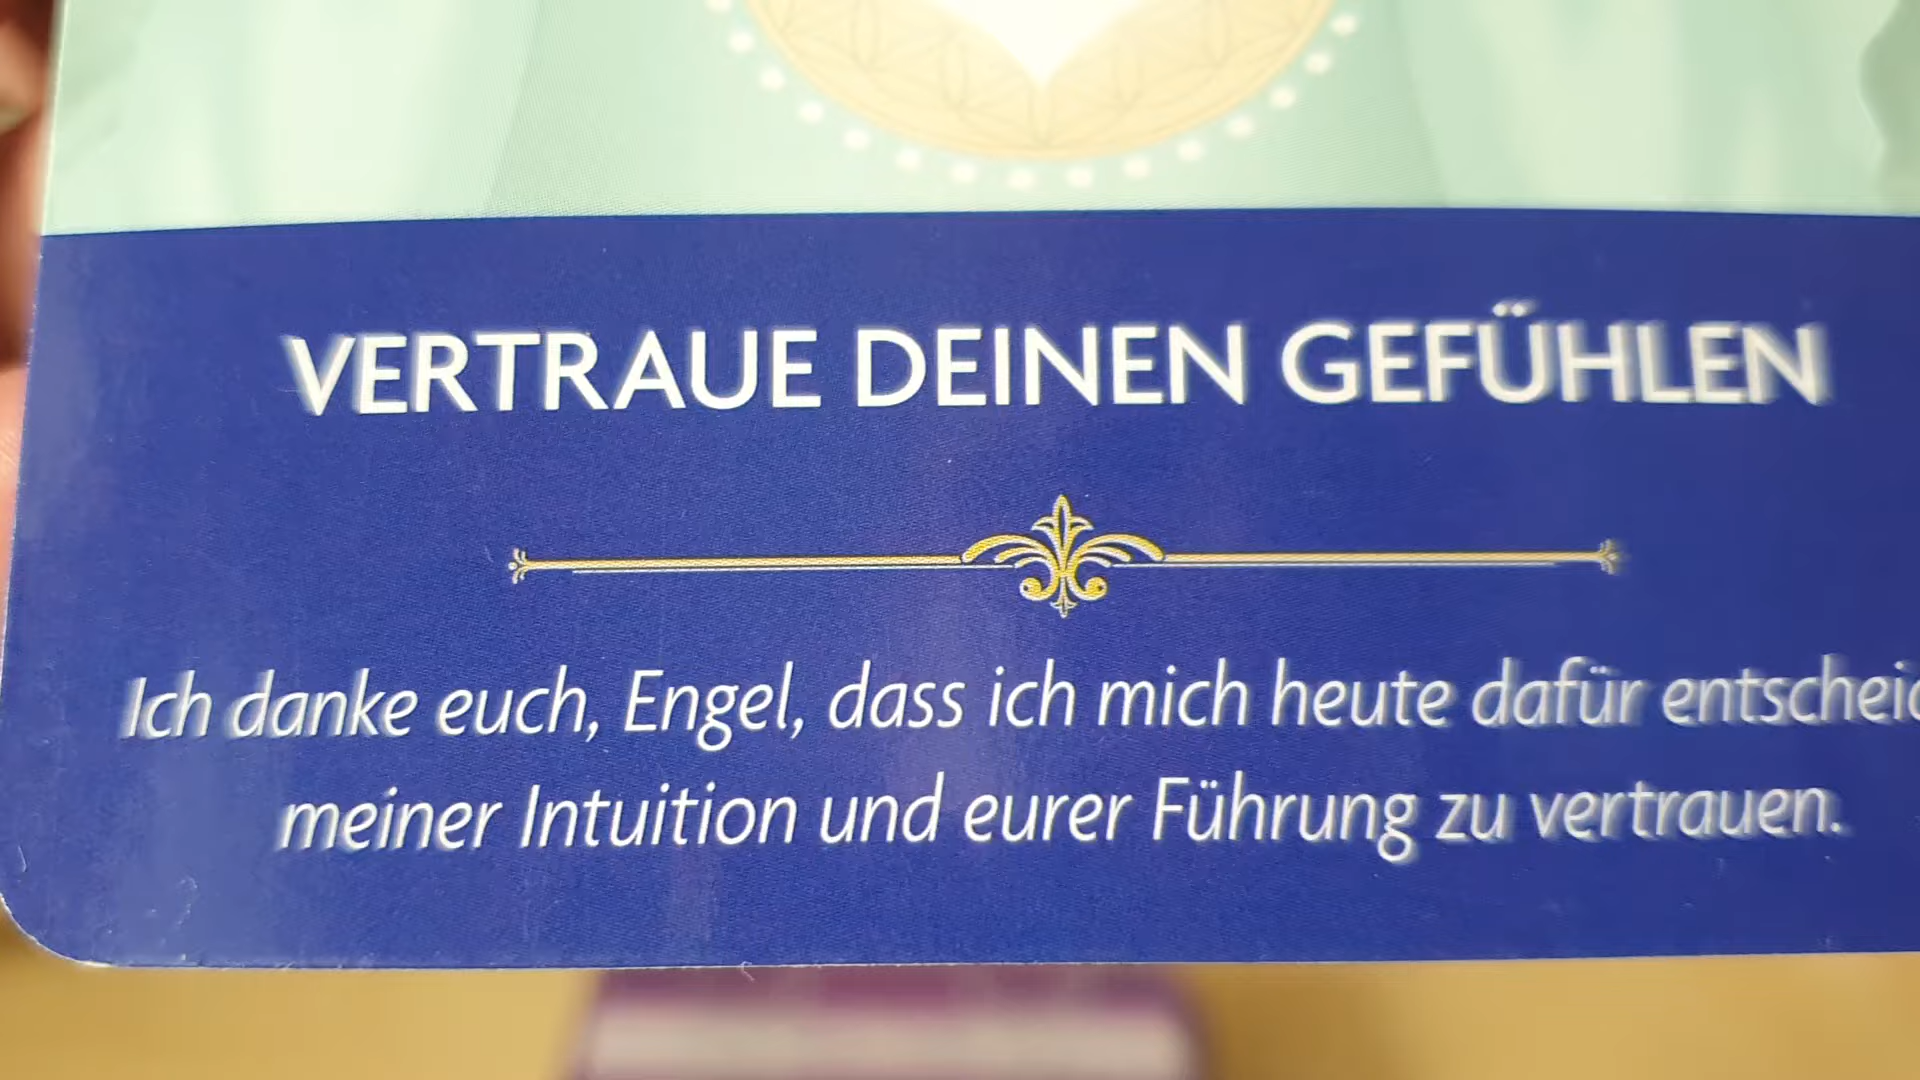 VERTRAUE DEINEN GEFÜHLEN
Ich danke euch, Engel, dass ich mich heute dafür entscheid
meiner Intuition und eurer Führung zu vertrauen.